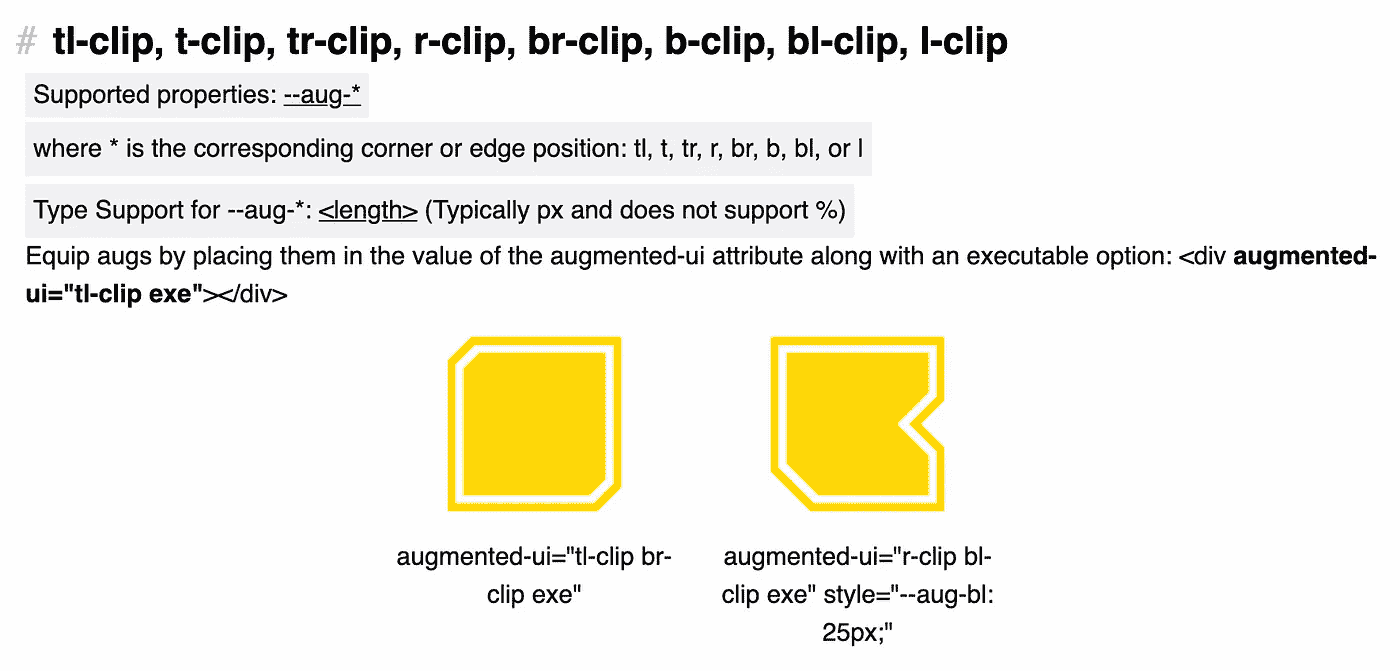 # tl-clip, t-clip, tr-clip, r-clip, br-clip, b-clip, bl-clip, l-clip
Supported properties: --aug-*
where * is the corresponding corner or edge position: tl, t, tr, r, br, b, bl, or l
Type Support for --aug-*: <length> (Typically px and does not support %)
Equip augs by placing them in the value of the augmented-ui attribute along with an executable option: <div augmented-
ui="tl-clip exe"></div>
augmented-ui="tl-clip br-
clip exe"
augmented-ui="r-clip bl-
clip exe" style="--aug-bl:
25px;"